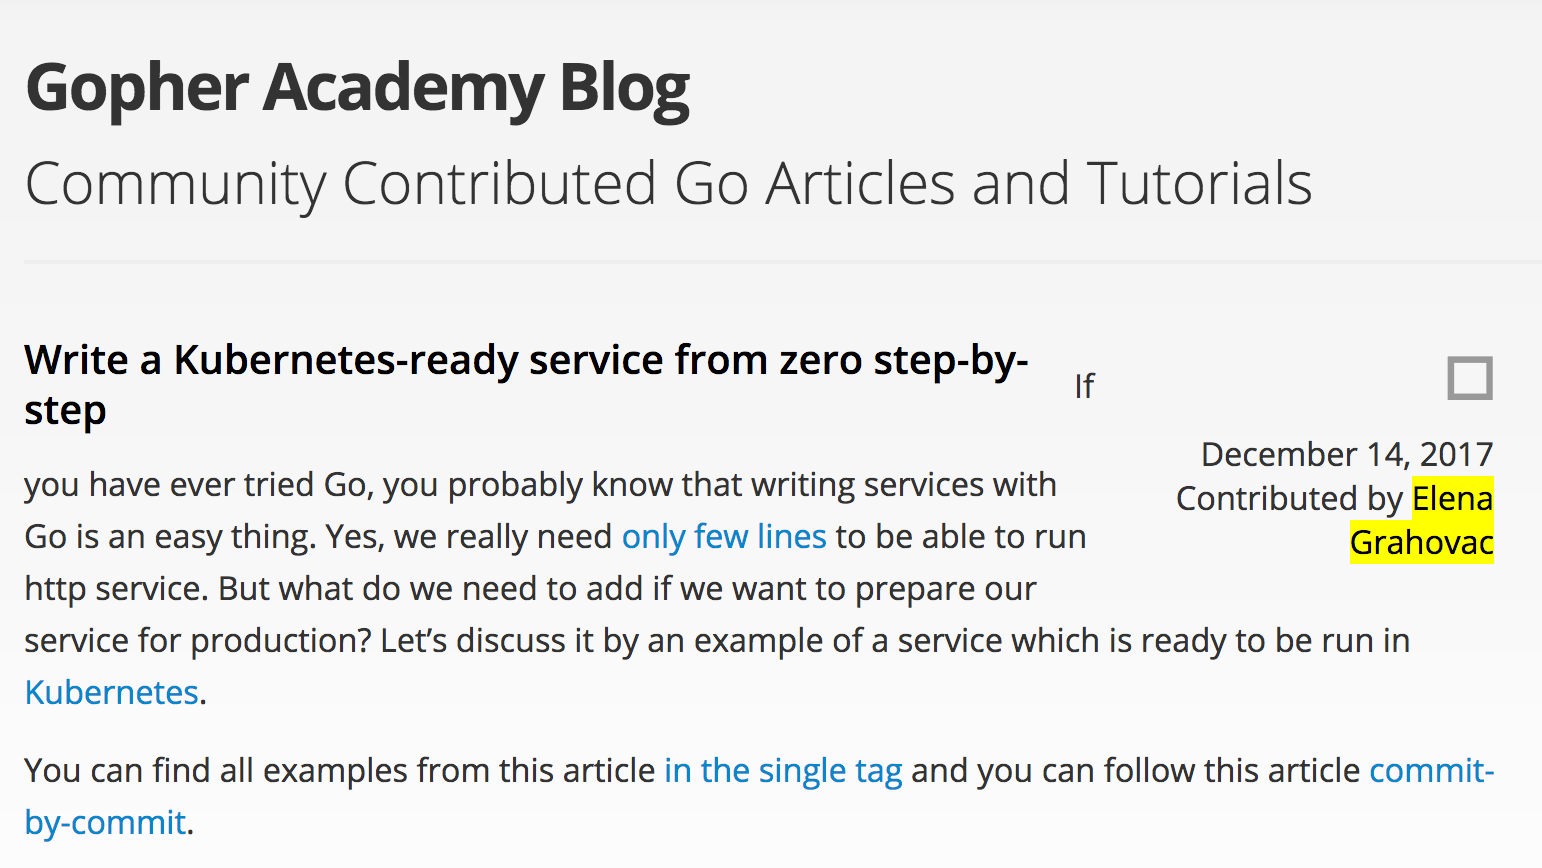 Gopher Academy Blog
Community Contributed Go Articles and Tutorials
Write a Kubernetes-ready service from zero step-by-
step
If
December 14, 2017
Contributed by Elena
Grahovac
you have ever tried Go, you probably know that writing services with
Go is an easy thing. Yes, we really need only few lines to be able to run
http service. But what do we need to add if we want to prepare our
service for production? Let’s discuss it by an example of a service which is ready to be run in
Kubernetes.
You can find all examples from this article in the single tag and you can follow this article commit-
by-commit.